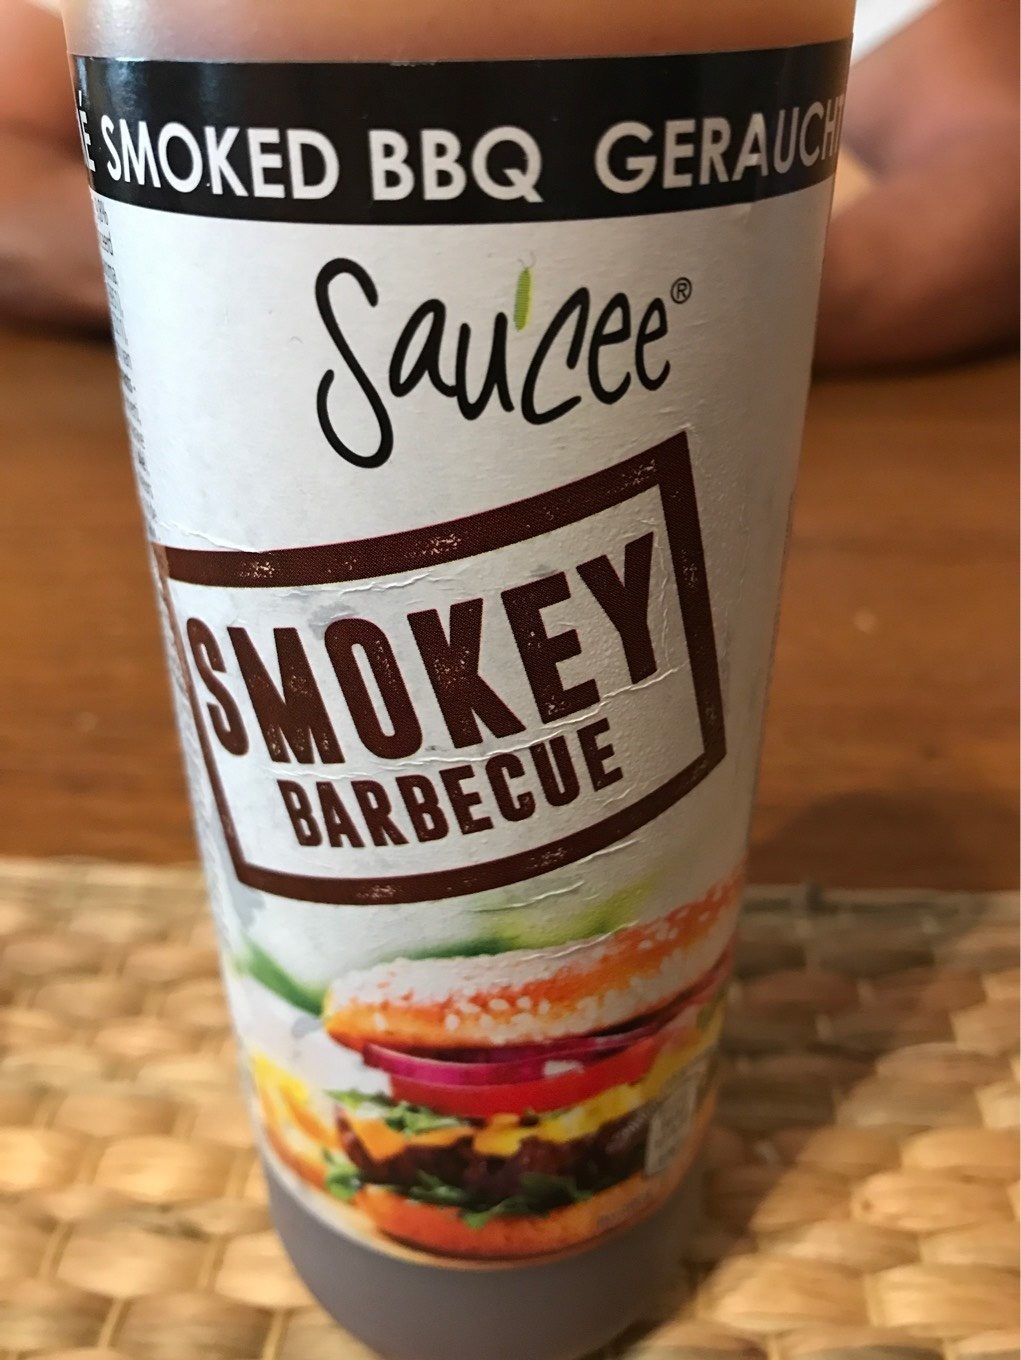 É SMOKED BBQ GERAUCH
Sau'cee®
SMOKEY
BARBECUE